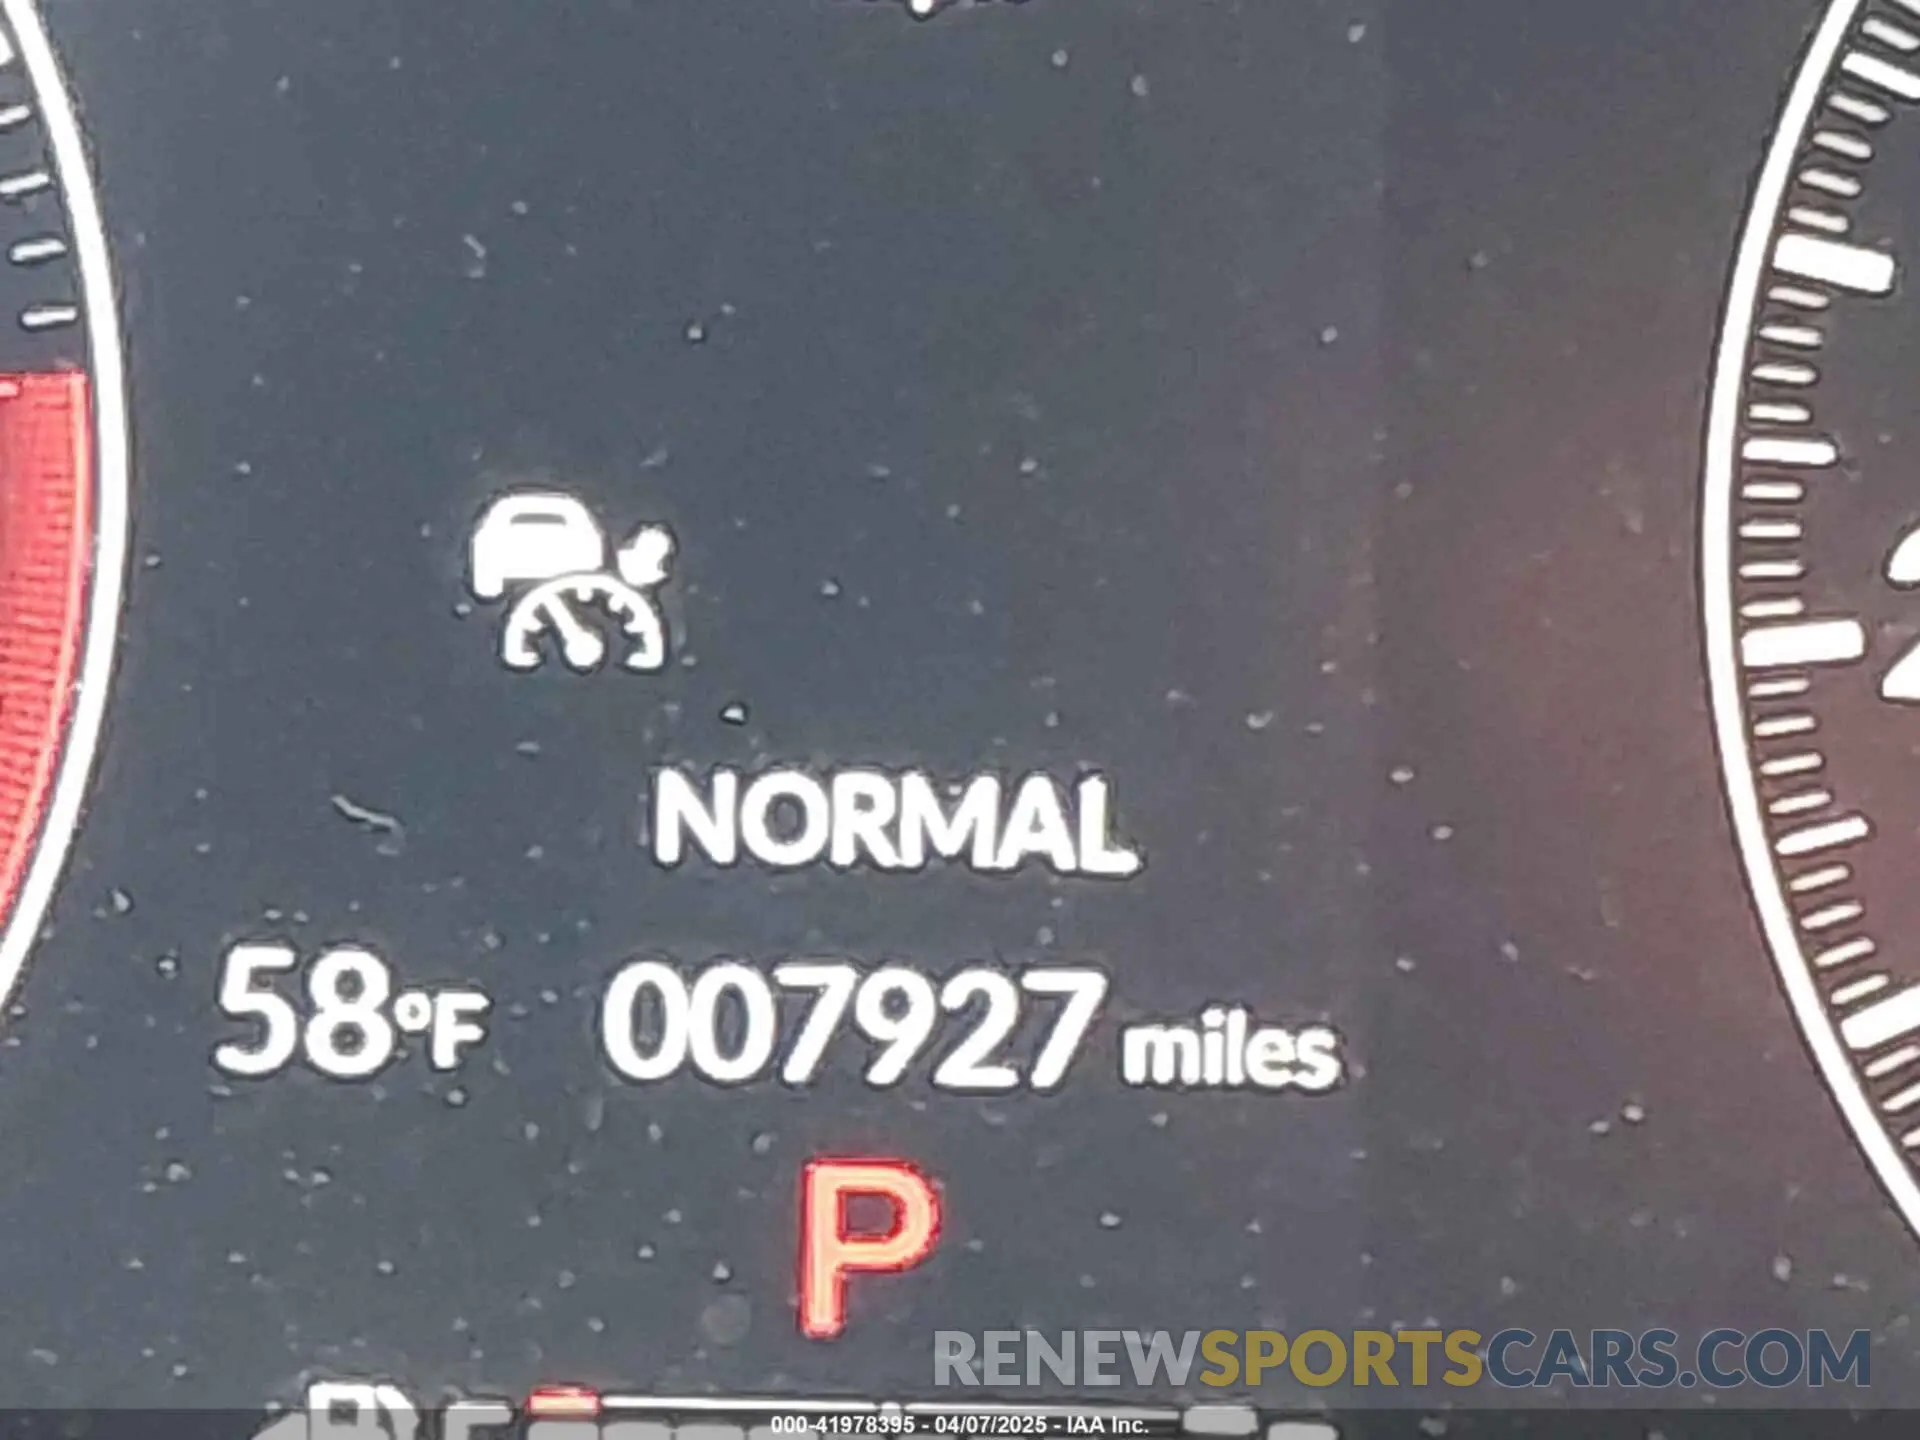 NORMAL
58°F 007927 miles
P
RENEWSPORTSCARS.COM
000-41978395 - 04/07/2025 - IAA Inc.